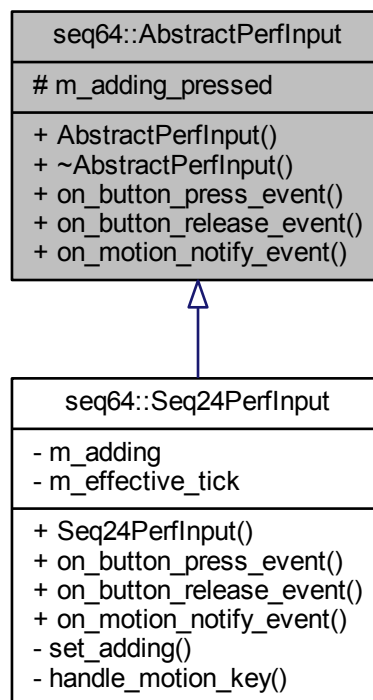 seq64::AbstractPerfInput
# m_adding_pressed
+ AbstractPerfInput()
+ ~AbstractPerfInput()
+ on_button_press_event()
+ on_button_release_event()
+ on_motion_notify_event()
seq64::Seq24PerfInput
- m_adding
- m_effective_tick
+ Seq24PerfInput()
+ on_button_press_event()
+ on_button_release_event()
+ on_motion_notify_event()
- set_adding()
- handle_motion_key()